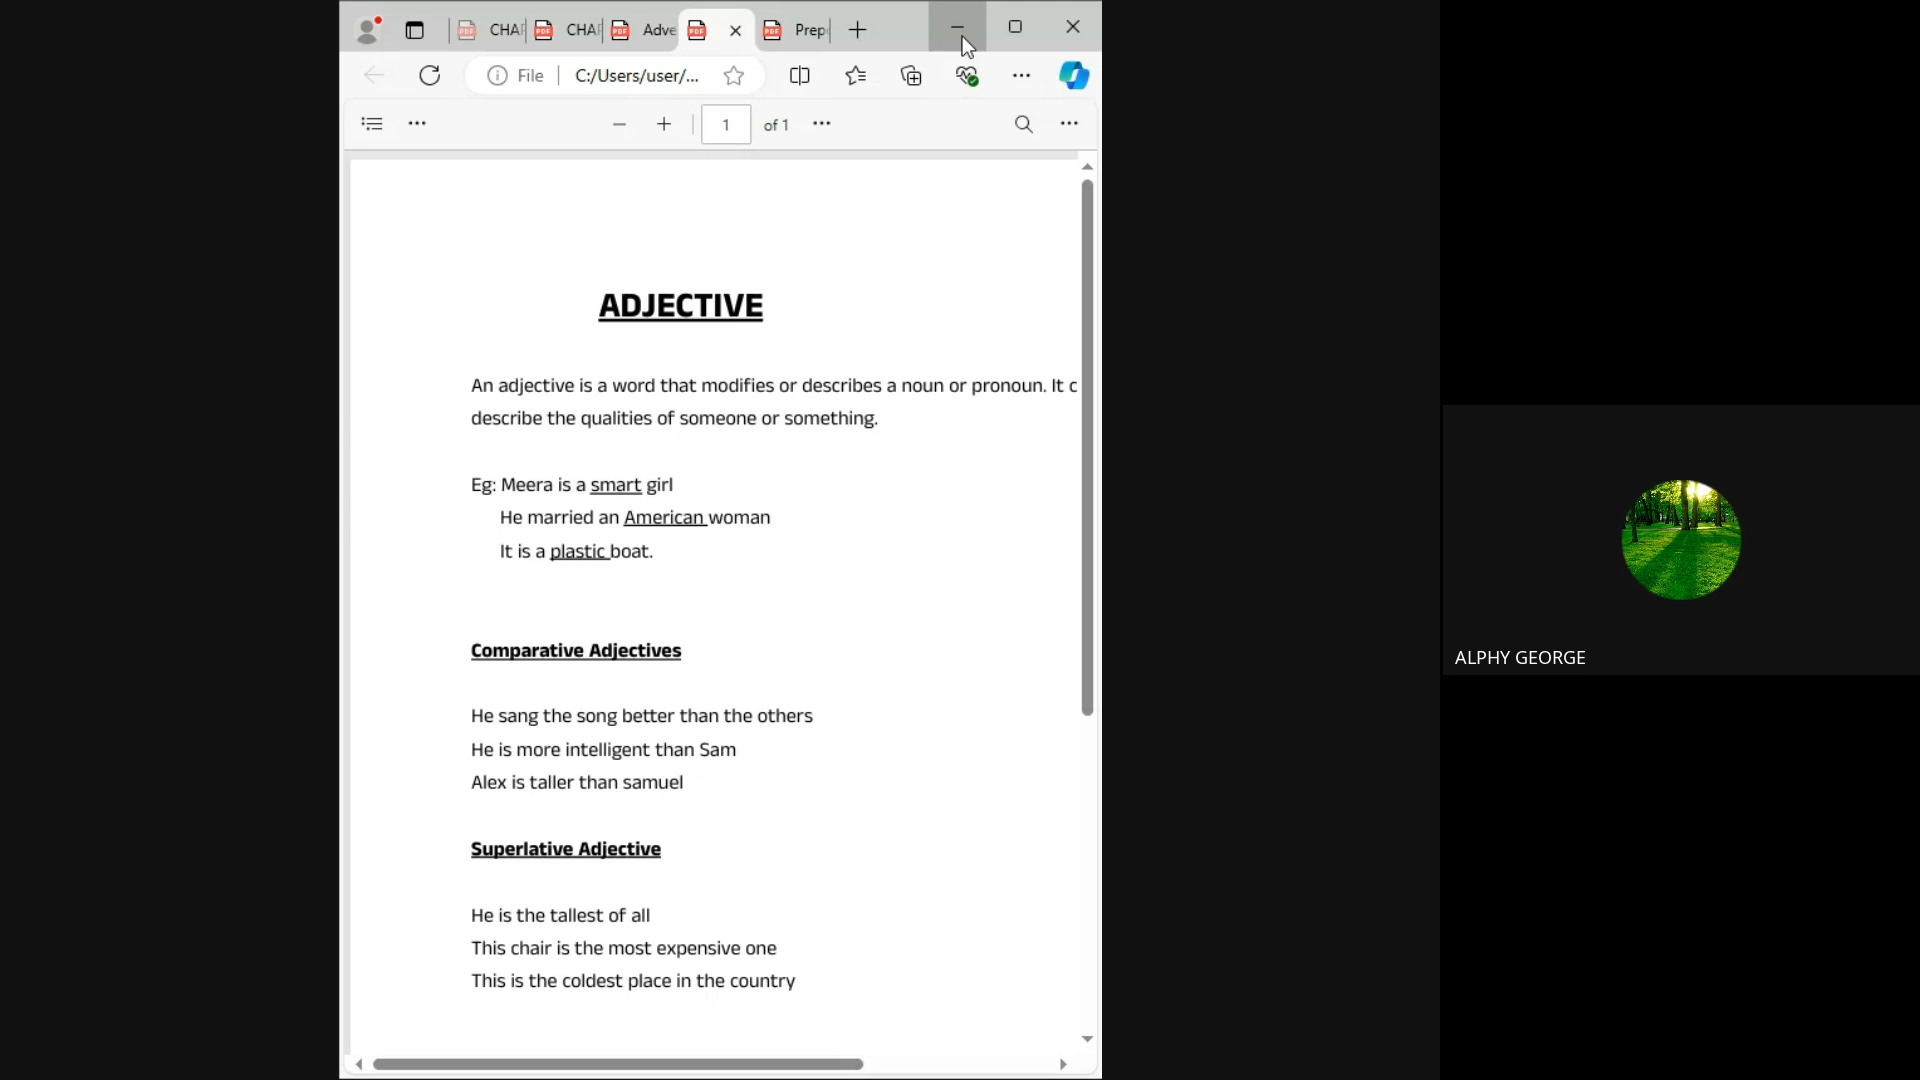 CHAI
CHAI
Adve
Prep
File
C:/Users/user/...
1
of 1
ADJECTIVE
An adjective is a word that modifies or describes a noun or pronoun. It c
describe the qualities of someone or something.
Eg: Meera is a smart girl
He married an American woman
It is a plastic boat.
Comparative Adjectives
He sang the song better than the others
He is more intelligent than Sam
Alex is taller than samuel
Superlative Adjective
He is the tallest of all
This chair is the most expensive one
This is the coldest place in the country
ALPHY GEORGE